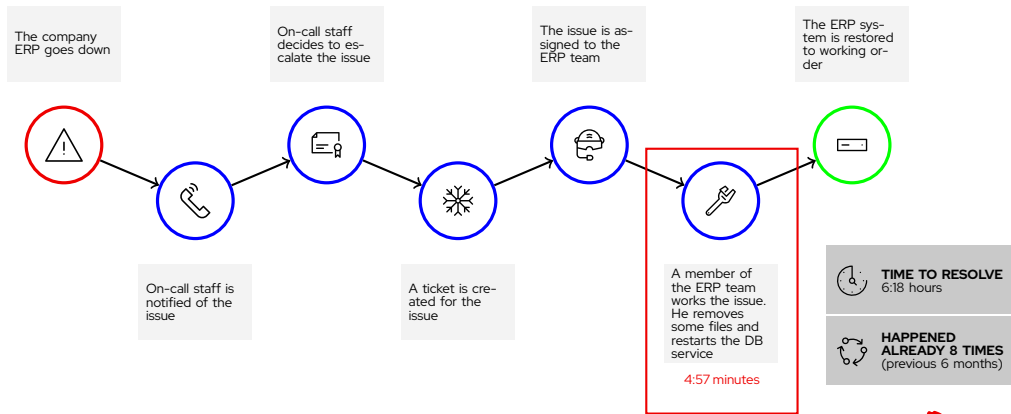 The company
ERP goes down
On-call staff is
notified of the
issue
On-call staff
decides to es-
calate the issue
A ticket is cre-
ated for the
issue
The issue is as-
signed to the
ERP team
A member of
the ERP team
works the issue.
He removes
some files and
restarts the DB
service
4:57 minutes
The ERP sys-
tem is restored
to working or-
der
TIME TO RESOLVE
6:18 hours
HAPPENED
ALREADY 8 TIMES
(previous 6 months)